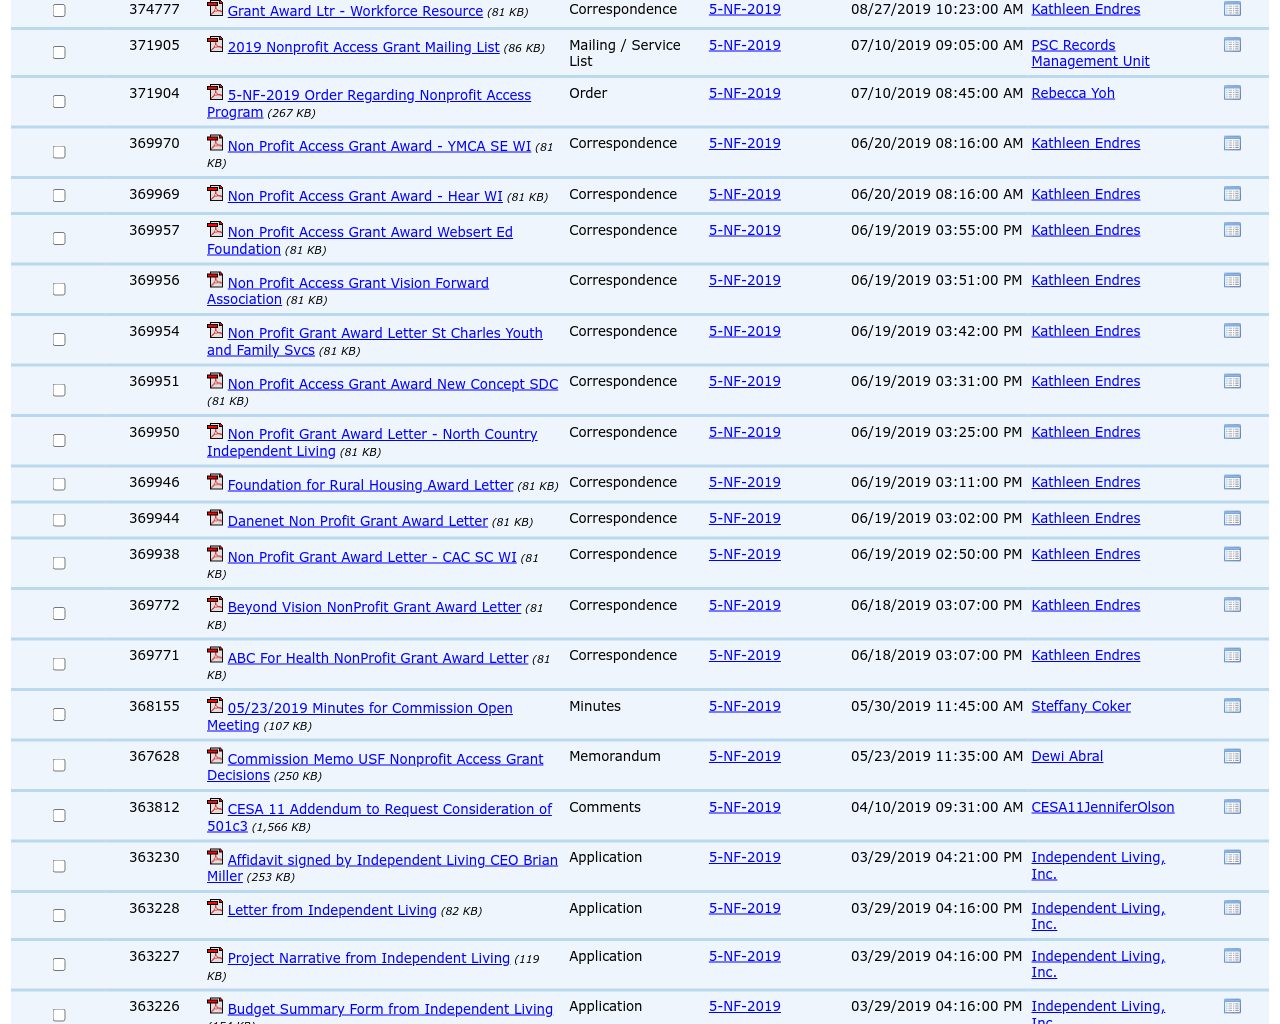 374777 Grant Award Ltr - Workforce Resource (81 KB) Correspondence 5-NF-2019 08/27/2019 10:23:00 AM Kathleen Endres
371905 2019 Nonprofit Access Grant Mailing List (86 KB) Mailing / Service 5-NF-2019 07/10/2019 09:05:00 AM PSC Records
List Management Unit
371904 5-NF-2019 Order Regarding Nonprofit Access Order 5-NF-2019 07/10/2019 08:45:00 AM Rebecca Yoh
Program (267 KB)
369970 Non Profit Access Grant Award - YMCA SE WI (81 Correspondence 5-NF-2019 06/20/2019 08:16:00 AM Kathleen Endres
KB)
369969 Non Profit Access Grant Award - Hear WI (81 KB) Correspondence 5-NF-2019 06/20/2019 08:16:00 AM Kathleen Endres
369957 Non Profit Access Grant Award Websert Ed Correspondence 5-NF-2019 06/19/2019 03:55:00 PM Kathleen Endres
Foundation (81 KB)
369956 Non Profit Access Grant Vision Forward Correspondence 5-NF-2019 06/19/2019 03:51:00 PM Kathleen Endres
Association (81 KB)
369954 Non Profit Grant Award Letter St Charles Youth Correspondence 5-NF-2019 06/19/2019 03:42:00 PM Kathleen Endres
and Family Svcs (81 KB)
369951 Non Profit Access Grant Award New Concept SDC Correspondence 5-NF-2019 06/19/2019 03:31:00 PM Kathleen Endres
(81 KB)
369950 Non Profit Grant Award Letter - North Country Correspondence 5-NF-2019 06/19/2019 03:25:00 PM Kathleen Endres
Independent Living (81 KB)
369946 Foundation for Rural Housing Award Letter (81 KB) Correspondence 5-NF-2019 06/19/2019 03:11:00 PM Kathleen Endres
369944 Danenet Non Profit Grant Award Letter (81 KB) Correspondence 5-NF-2019 06/19/2019 03:02:00 PM Kathleen Endres
369938 Non Profit Grant Award Letter - CAC SC WI (81 Correspondence 5-NF-2019 06/19/2019 02:50:00 PM Kathleen Endres
KB)
369772 Beyond Vision NonProfit Grant Award Letter (81 Correspondence 5-NF-2019 06/18/2019 03:07:00 PM Kathleen Endres
KB)
369771 ABC For Health NonProfit Grant Award Letter (81 Correspondence 5-NF-2019 06/18/2019 03:07:00 PM Kathleen Endres
KB)
368155 05/23/2019 Minutes for Commission Open Minutes 5-NF-2019 05/30/2019 11:45:00 AM Steffany Coker
Meeting (107 KB)
367628 Commission Memo USF Nonprofit Access Grant Memorandum 5-NF-2019 05/23/2019 11:35:00 AM Dewi Abral
Decisions (250 KB)
363812 CESA 11 Addendum to Request Consideration of Comments 5-NF-2019 04/10/2019 09:31:00 AM CESA11JenniferOlson
501c3 (1,566 KB)
363230 Affidavit signed by Independent Living CEO Brian Application 5-NF-2019 03/29/2019 04:21:00 PM Independent Living,
Miller (253 KB) Inc.
363228 Letter from Independent Living (82 KB) Application 5-NF-2019 03/29/2019 04:16:00 PM Independent Living,
Inc.
363227 Project Narrative from Independent Living (119 Application 5-NF-2019 03/29/2019 04:16:00 PM Independent Living,
KB) Inc.
363226 Budget Summary Form from Independent Living Application 5-NF-2019 03/29/2019 04:16:00 PM Independent Living,